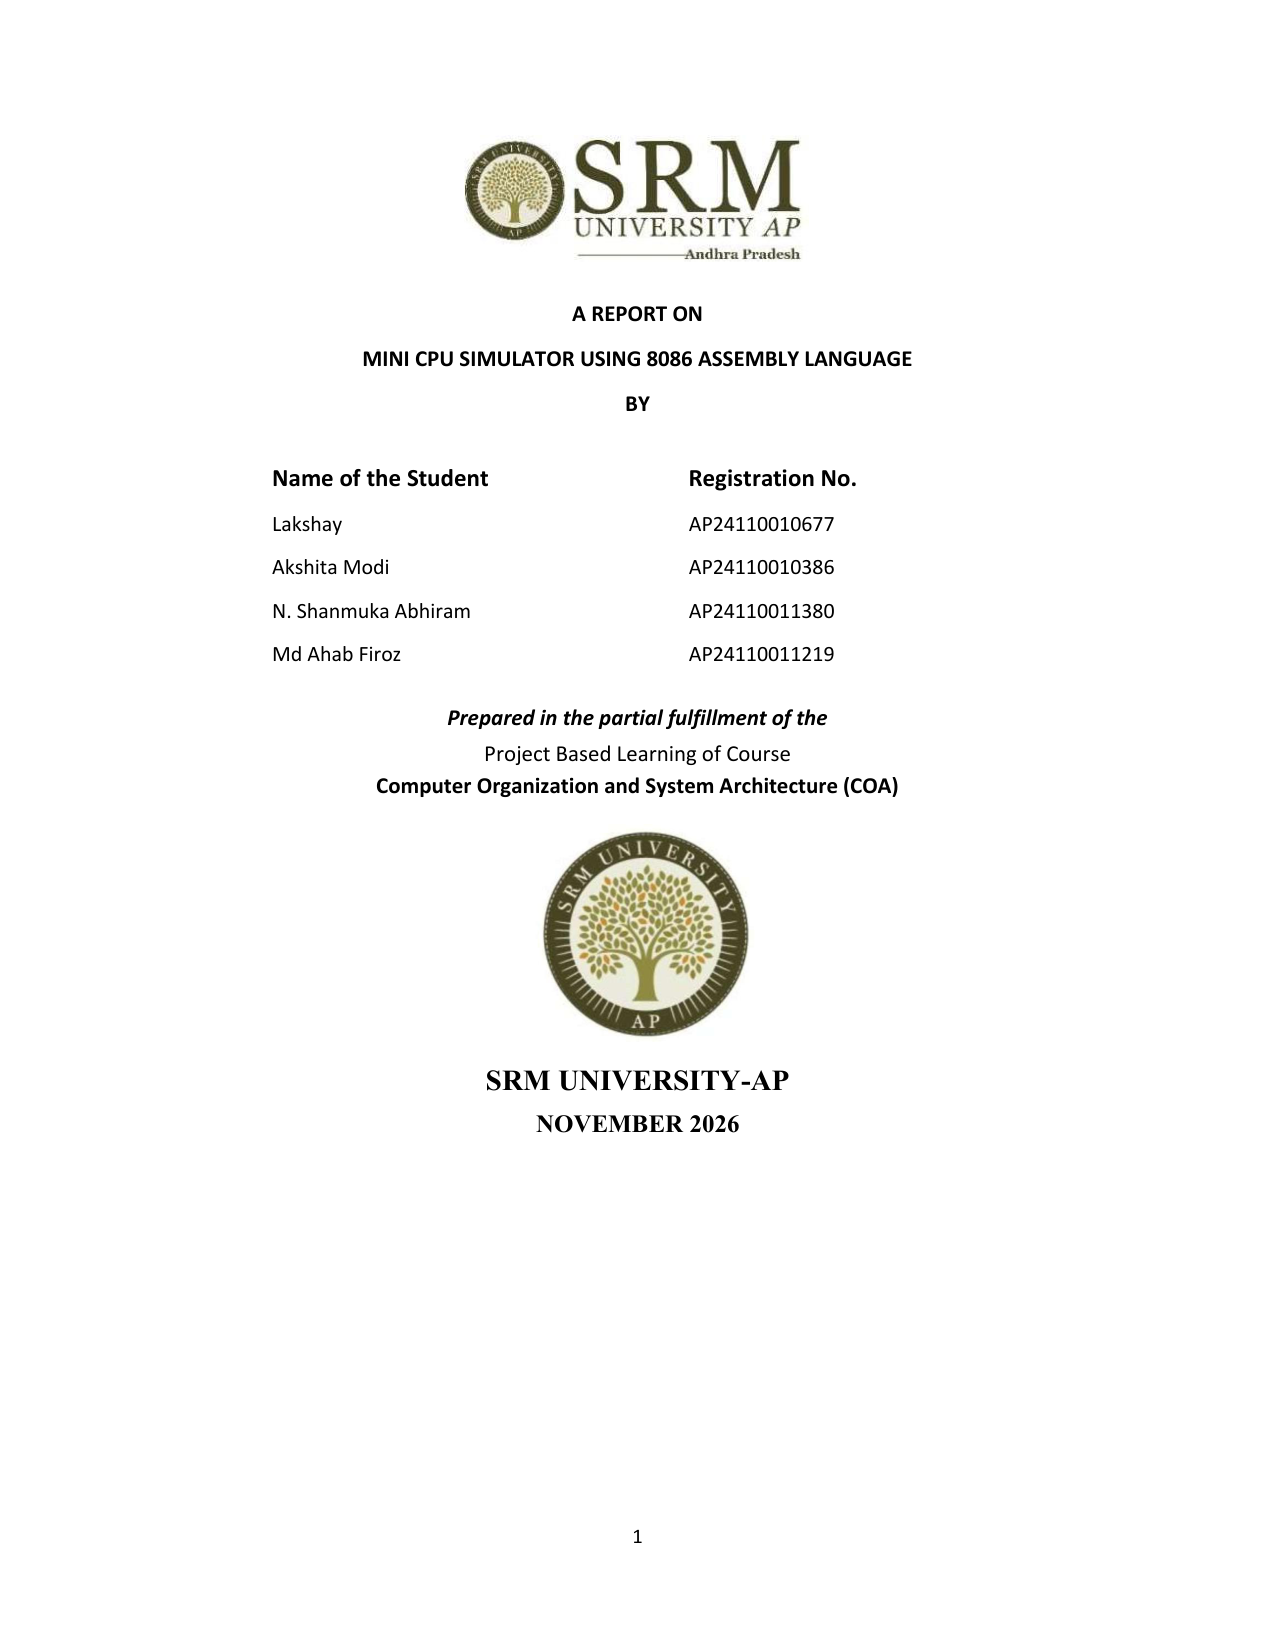 SRM UNIVERSITY AP
SRM
UNIVERSITY AP
Andhra Pradesh
A REPORT ON
MINI CPU SIMULATOR USING 8086 ASSEMBLY LANGUAGE
BY
Name of the Student Registration No.
Lakshay AP24110010677
Akshita Modi AP24110010386
N. Shanmuka Abhiram AP24110011380
Md Ahab Firoz AP24110011219
Prepared in the partial fulfillment of the
Project Based Learning of Course
Computer Organization and System Architecture (COA)
SRM UNIVERSITY
AP
SRM UNIVERSITY-AP
NOVEMBER 2026
1